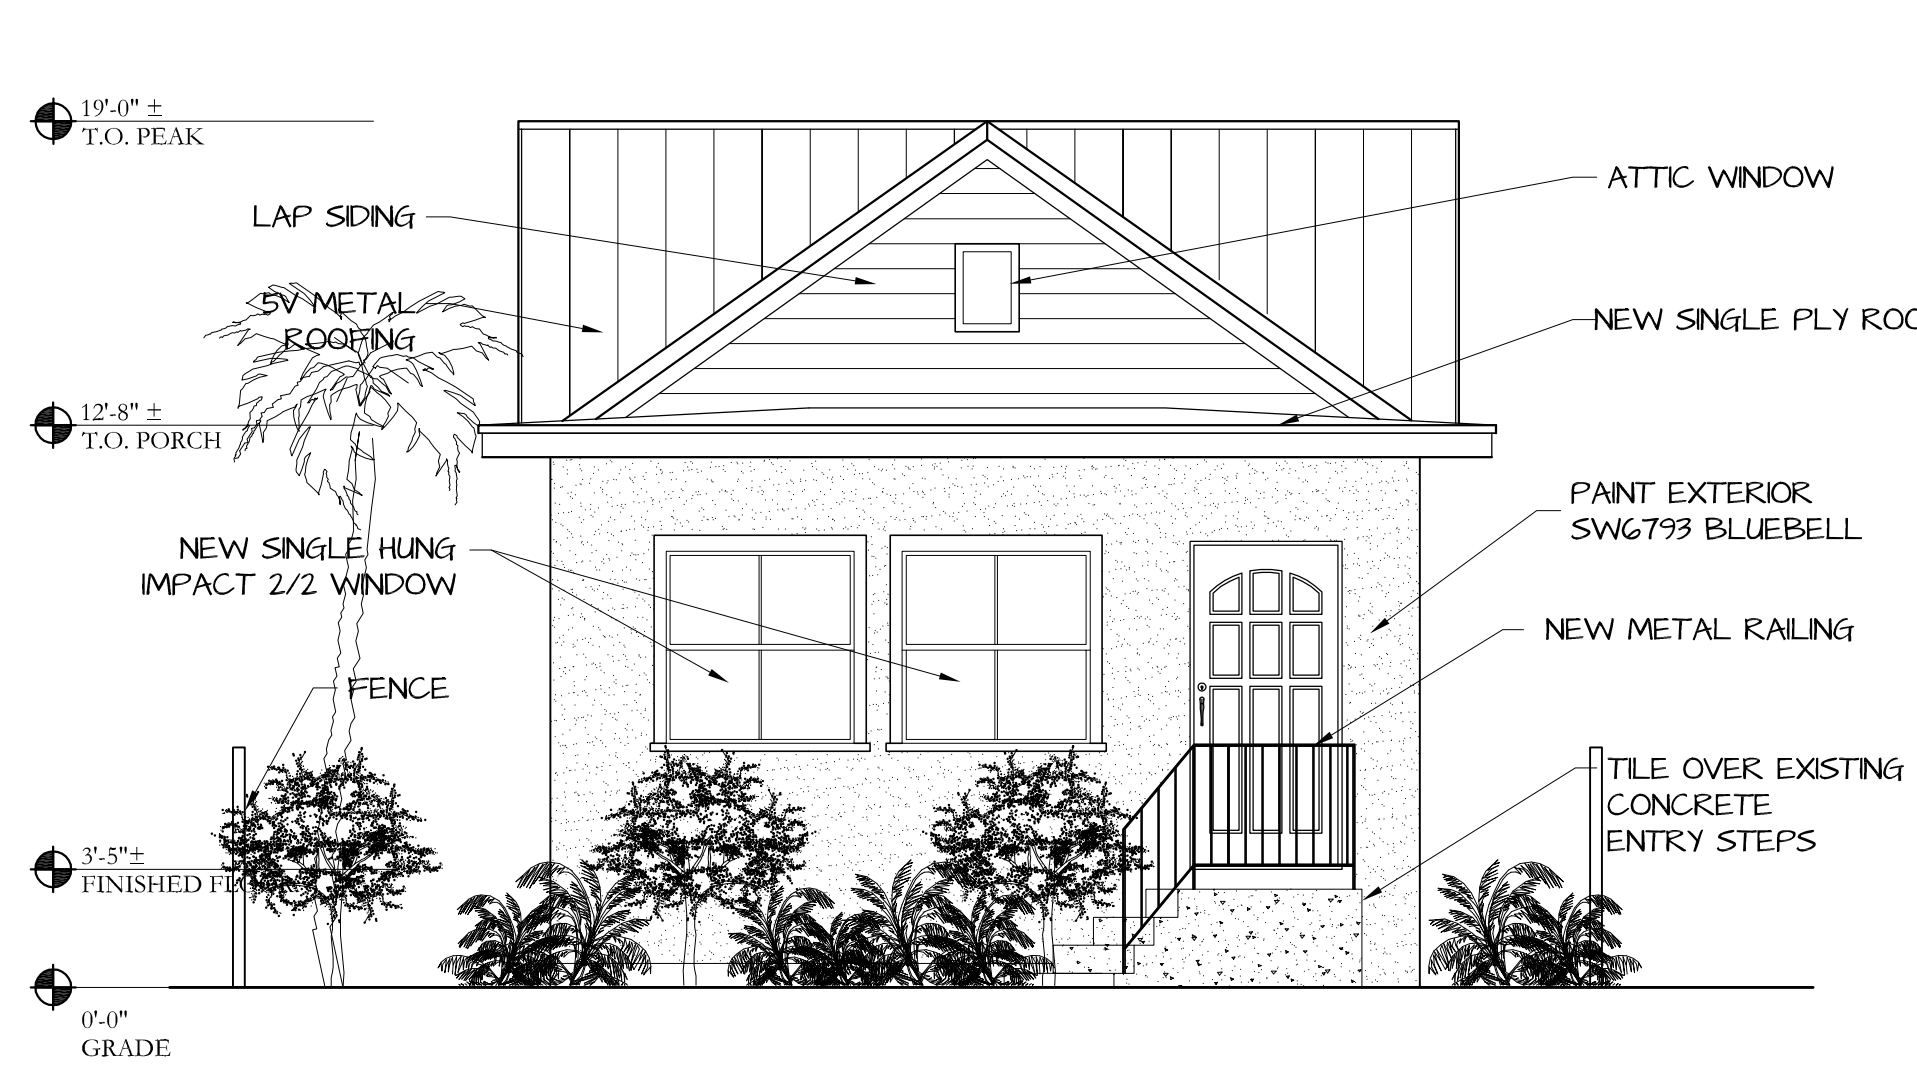 19'-0" ±
T.O. PEAK
ATTIC WINDOW
LAP SIDING
5V METAL
ROOFING
NEW SINGLE PLY
12'-8" ±
T.O. PORCH
PAINT EXTERIOR
SW6793 BLUEBELL
NEW SINGLE HUNG
IMPACT 2/2 WINDOW
NEW METAL RAILING
FENCE
TILE OVER EXISTING
CONCRETE
ENTRY STEPS
3'-5"±
FINISHED
0'-0"
GRADE